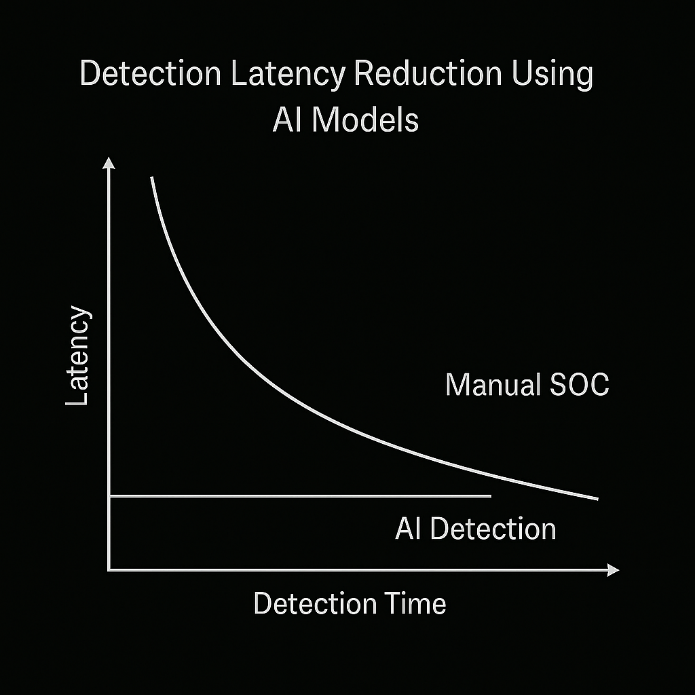 Detection Latency Reduction Using
AI Models
Latency
Manual SOC
AI Detection
Detection Time